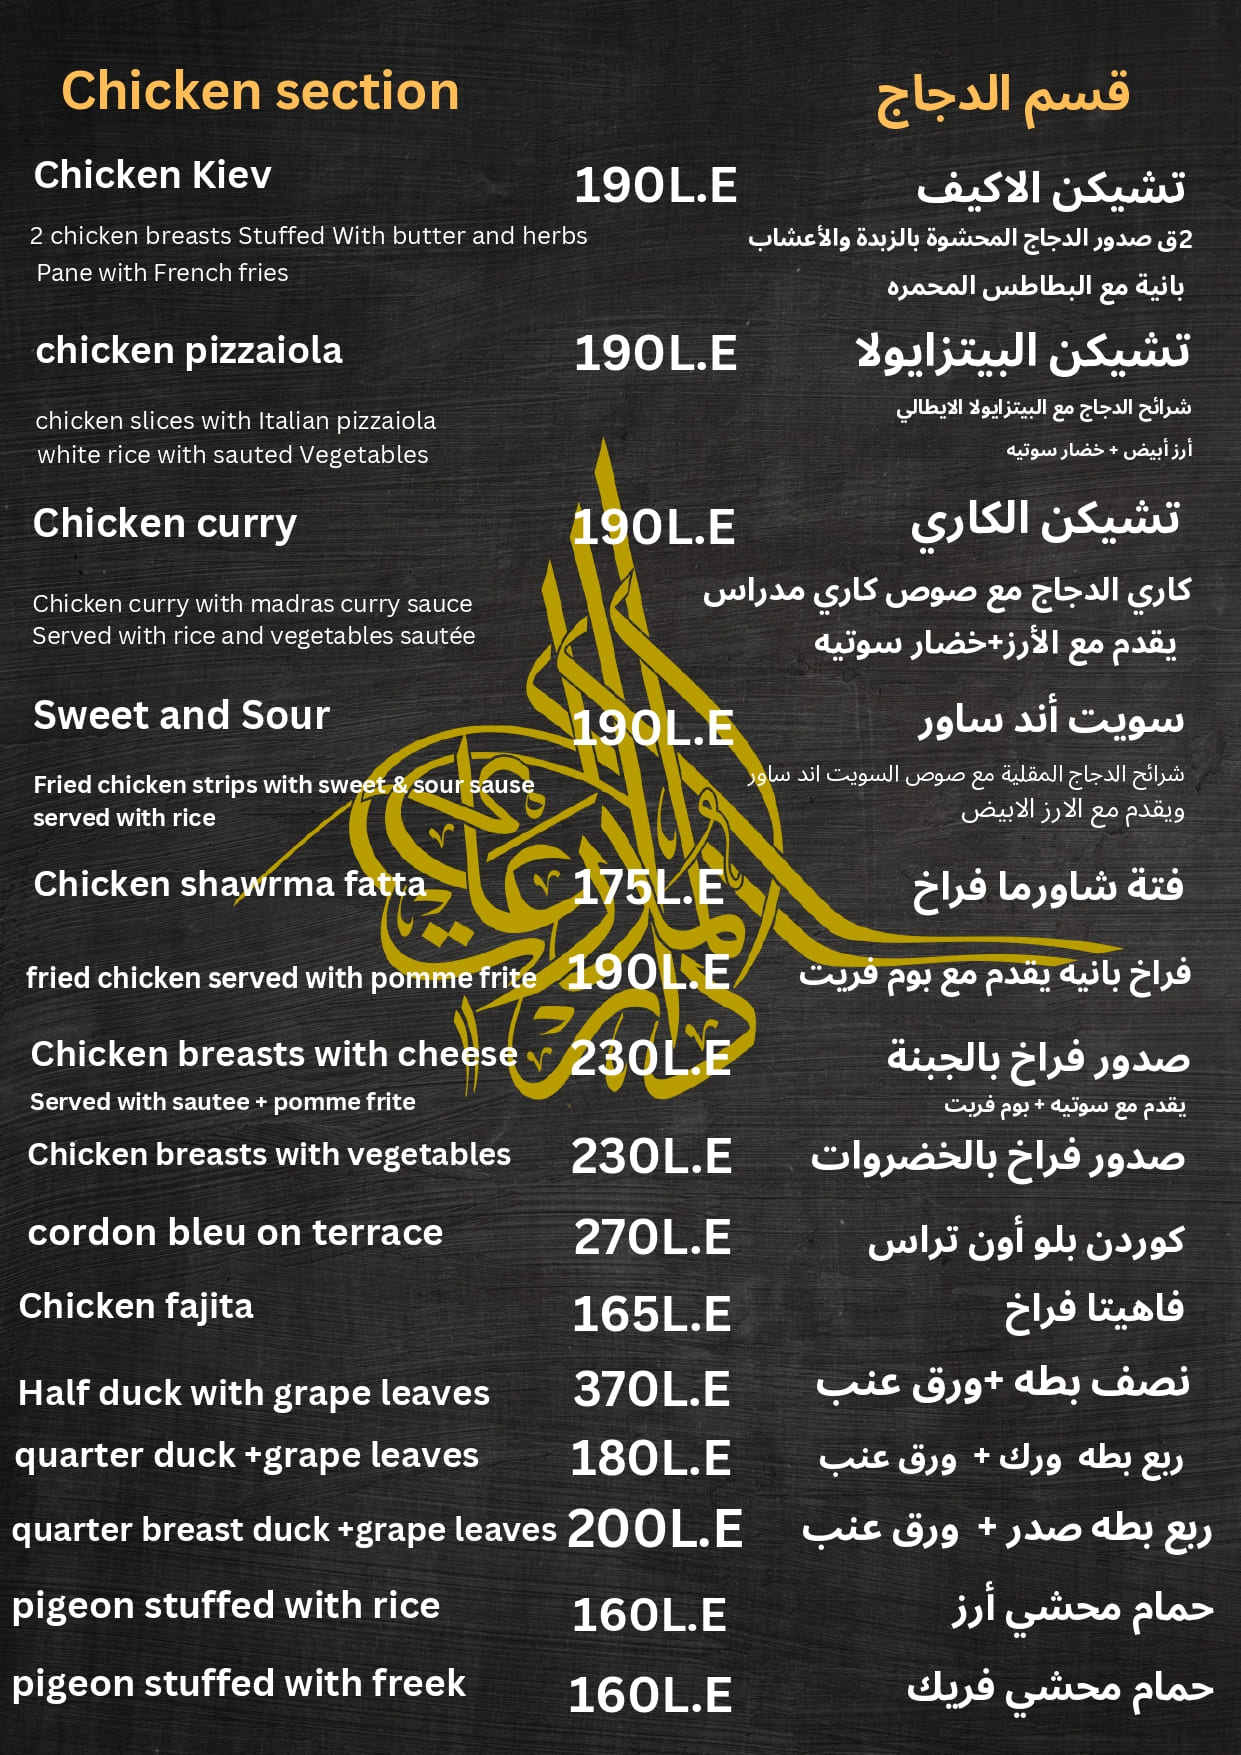 Chicken section
قسم الدجاج
Chicken Kiev
190L.E
تشيكن الاكيف
2 chicken breasts Stuffed With butter and herbs
2ق صدور الدجاج المحشوة بالزبدة والأعشاب
Pane with French fries
بانية مع البطاطس المحمره
chicken pizzaiola
190L.E
تشيكن البيتزايولا
chicken slices with Italian pizzaiola
شرائح الدجاج مع البيتزايولا الايطالي
white rice with sauted Vegetables
أرز أبيض + خضار سوتيه
Chicken curry
190L.E
تشيكن الكاري
Chicken curry with madras curry sauce
كاري الدجاج مع صوص كاري مدراس
Served with rice and vegetables sautée
يقدم مع الأرز+خضار سوتيه
Sweet and Sour
190L.E
سويت أند ساور
Fried chicken strips with sweet & sour sause
شرائح الدجاج المقلية مع صوص السويت اند ساور
served with rice
ويقدم مع الارز الابيض
Chicken shawrma fatta
175L.E
فتة شاورما فراخ
fried chicken served with pomme frite
190L.E
فراخ بانيه يقدم مع بوم فريت
Chicken breasts with cheese
230L.E
صدور فراخ بالجبنة
Served with sautee + pomme frite
يقدم مع سوتيه + بوم فريت
Chicken breasts with vegetables
230L.E
صدور فراخ بالخضروات
cordon bleu on terrace
270L.E
كوردن بلو أون تراس
Chicken fajita
165L.E
فاهيتا فراخ
Half duck with grape leaves
370L.E
نصف بطه +ورق عنب
quarter duck +grape leaves
180L.E
ربع بطه ورك + ورق عنب
quarter breast duck +grape leaves
200L.E
ربع بطه صدر + ورق عنب
pigeon stuffed with rice
160L.E
حمام محشي أرز
pigeon stuffed with freek
160L.E
حمام محشي فريك